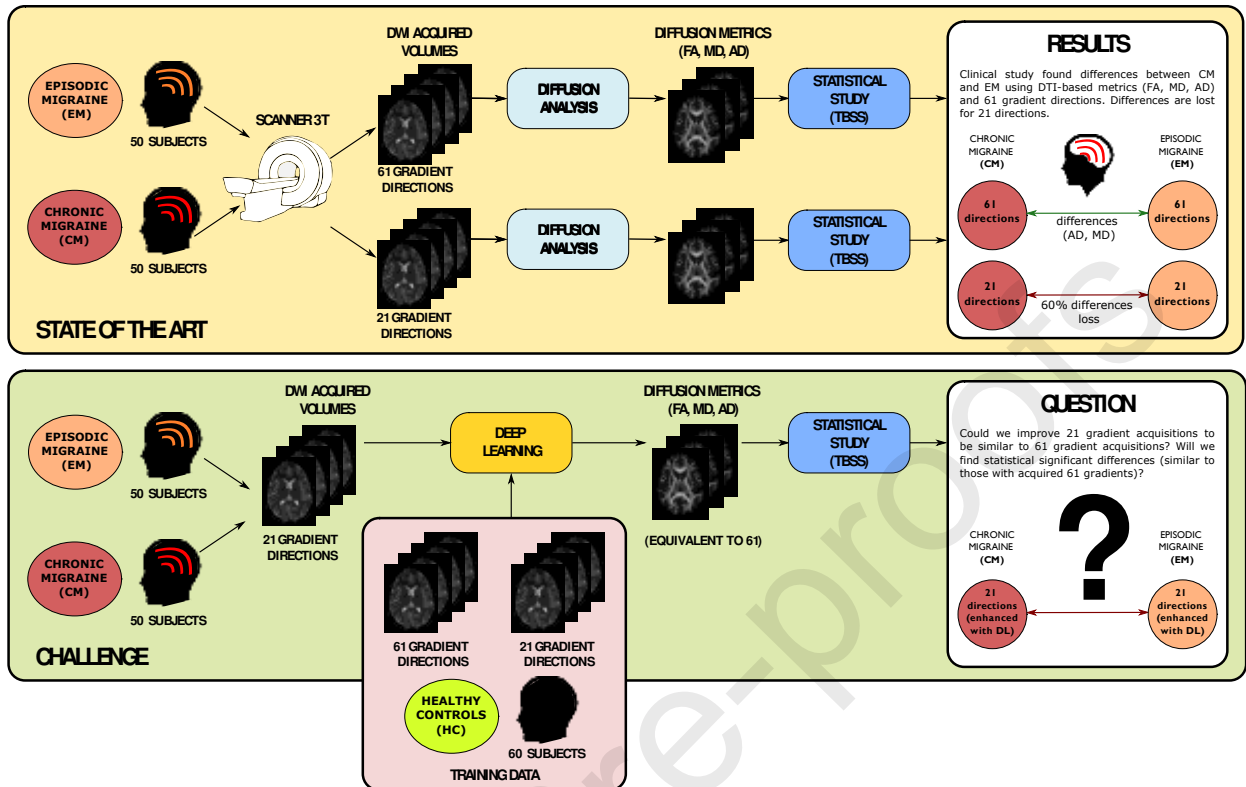 DWI ACQUIRED
VOLUMES
DIFFUSION METRICS
(FA, MD, AD)
EPISODIC
MIGRAINE
(EM)
50 SUBJECTS
SCANNER 3T
CHRONIC
MIGRAINE
(CM)
50 SUBJECTS
61 GRADIENT
DIRECTIONS
DIFFUSION
ANALYSIS
STATISTICAL
STUDY
(TBSS)
21 GRADIENT
DIRECTIONS
DIFFUSION
ANALYSIS
STATISTICAL
STUDY
(TBSS)
STATE OF THE ART
RESULTS
Clinical study found differences between CM
and EM using DTI-based metrics (FA, MD, AD)
and 61 gradient directions. Differences are lost
for 21 directions.
CHRONIC
MIGRAINE
(CM)
EPISODIC
MIGRAINE
(EM)
61
directions
differences
(AD, MD)
61
directions
21
directions
60% differences
loss
21
directions
DWI ACQUIRED
VOLUMES
DIFFUSION METRICS
(FA, MD, AD)
EPISODIC
MIGRAINE
(EM)
50 SUBJECTS
CHRONIC
MIGRAINE
(CM)
50 SUBJECTS
21 GRADIENT
DIRECTIONS
DEEP
LEARNING
(EQUIVALENT TO 61)
STATISTICAL
STUDY
(TBSS)
CHALLENGE
61 GRADIENT
DIRECTIONS
21 GRADIENT
DIRECTIONS
HEALTHY
CONTROLS
(HC)
60 SUBJECTS
TRAINING DATA
QUESTION
Could we improve 21 gradient acquisitions to
be similar to 61 gradient acquisitions? Will we
find statistical significant differences (similar to
those with acquired 61 gradients)?
?
CHRONIC
MIGRAINE
(CM)
EPISODIC
MIGRAINE
(EM)
21
directions
(enhanced
with DL)
21
directions
(enhanced
with DL)
re-proofs